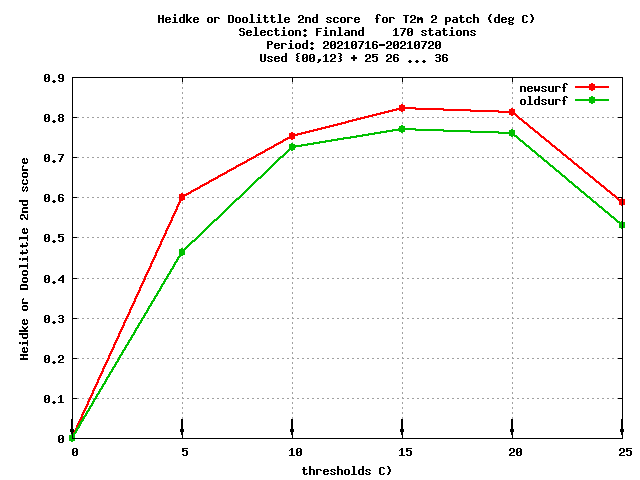 Heidke or Doolittle 2nd score  for T2m 2 patch (deg C)
Selection: Finland    170 stations
Period: 20210716-20210720
Used {00,12} + 25 26 ... 36
newsurf
oldsurf
0.9
0.8
0.7
0.6
0.5
0.4
0.3
0.2
0.1
0
Heidke or Doolittle 2nd score
0 5 10 15 20 25
thresholds C)